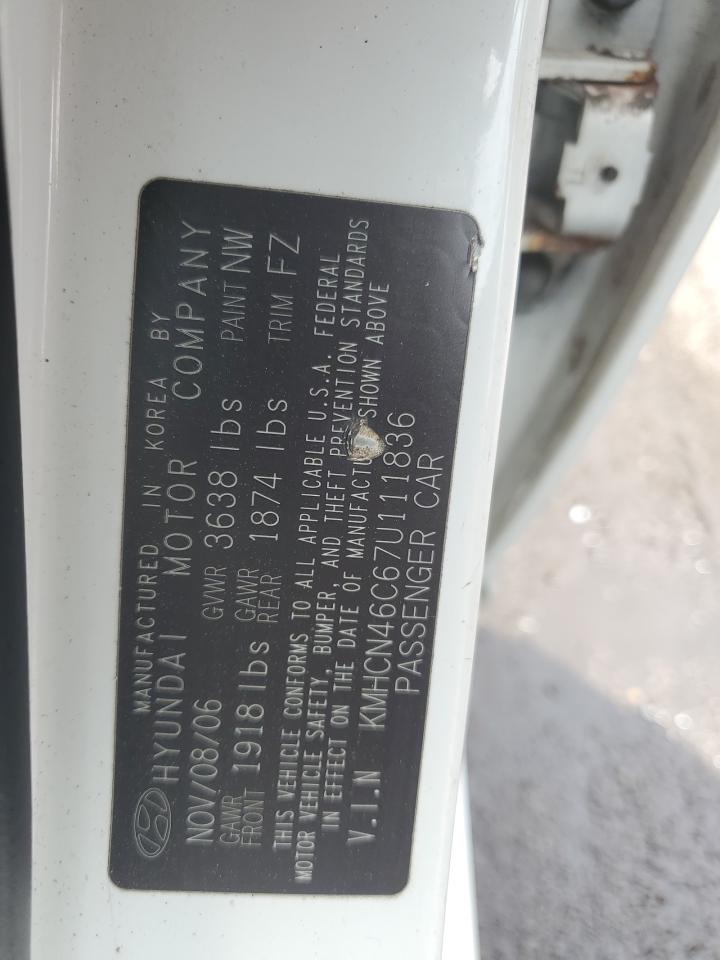 MANUFACTURED IN KOREA BY
HYUNDAI MOTOR COMPANY
NOV/08/06 GVWR 3638 lbs PAINT NW
GAWR FRONT 1918 lbs GAWR REAR 1874 lbs TRIM FZ
THIS VEHICLE CONFORMS TO ALL APPLICABLE U.S.A. FEDERAL
MOTOR VEHICLE SAFETY, BUMPER, AND THEFT PREVENTION STANDARDS
IN EFFECT ON THE DATE OF MANUFACTU SHOWN ABOVE
V.I.N KMHCN46C67U111836
PASSENGER CAR